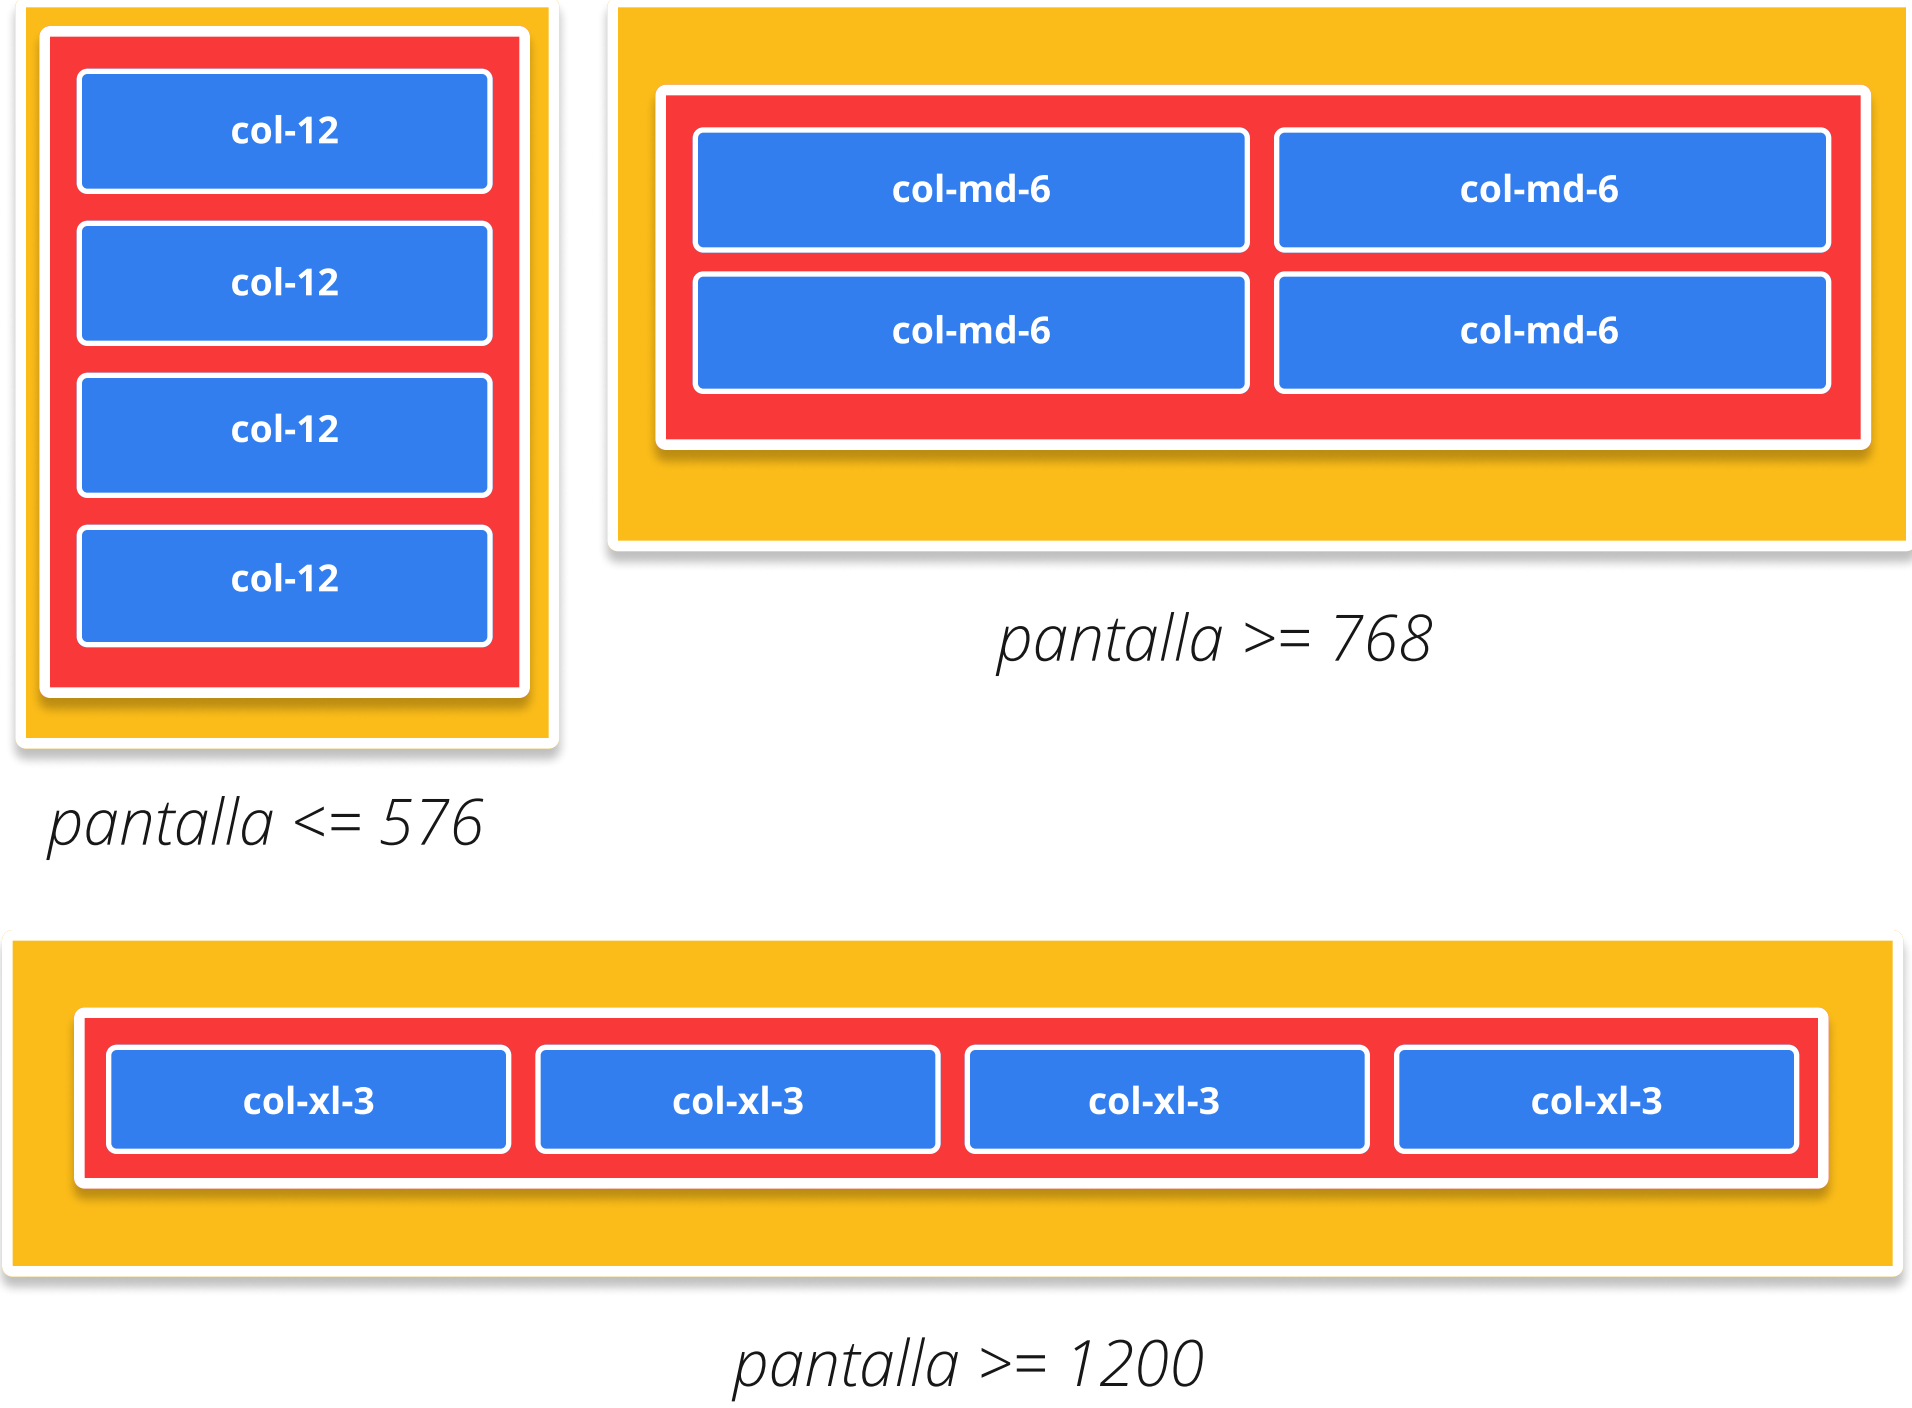 col-12
col-12
col-12
col-12
pantalla <= 576
col-md-6 col-md-6
col-md-6 col-md-6
pantalla >= 768
col-xl-3 col-xl-3 col-xl-3 col-xl-3
pantalla >= 1200